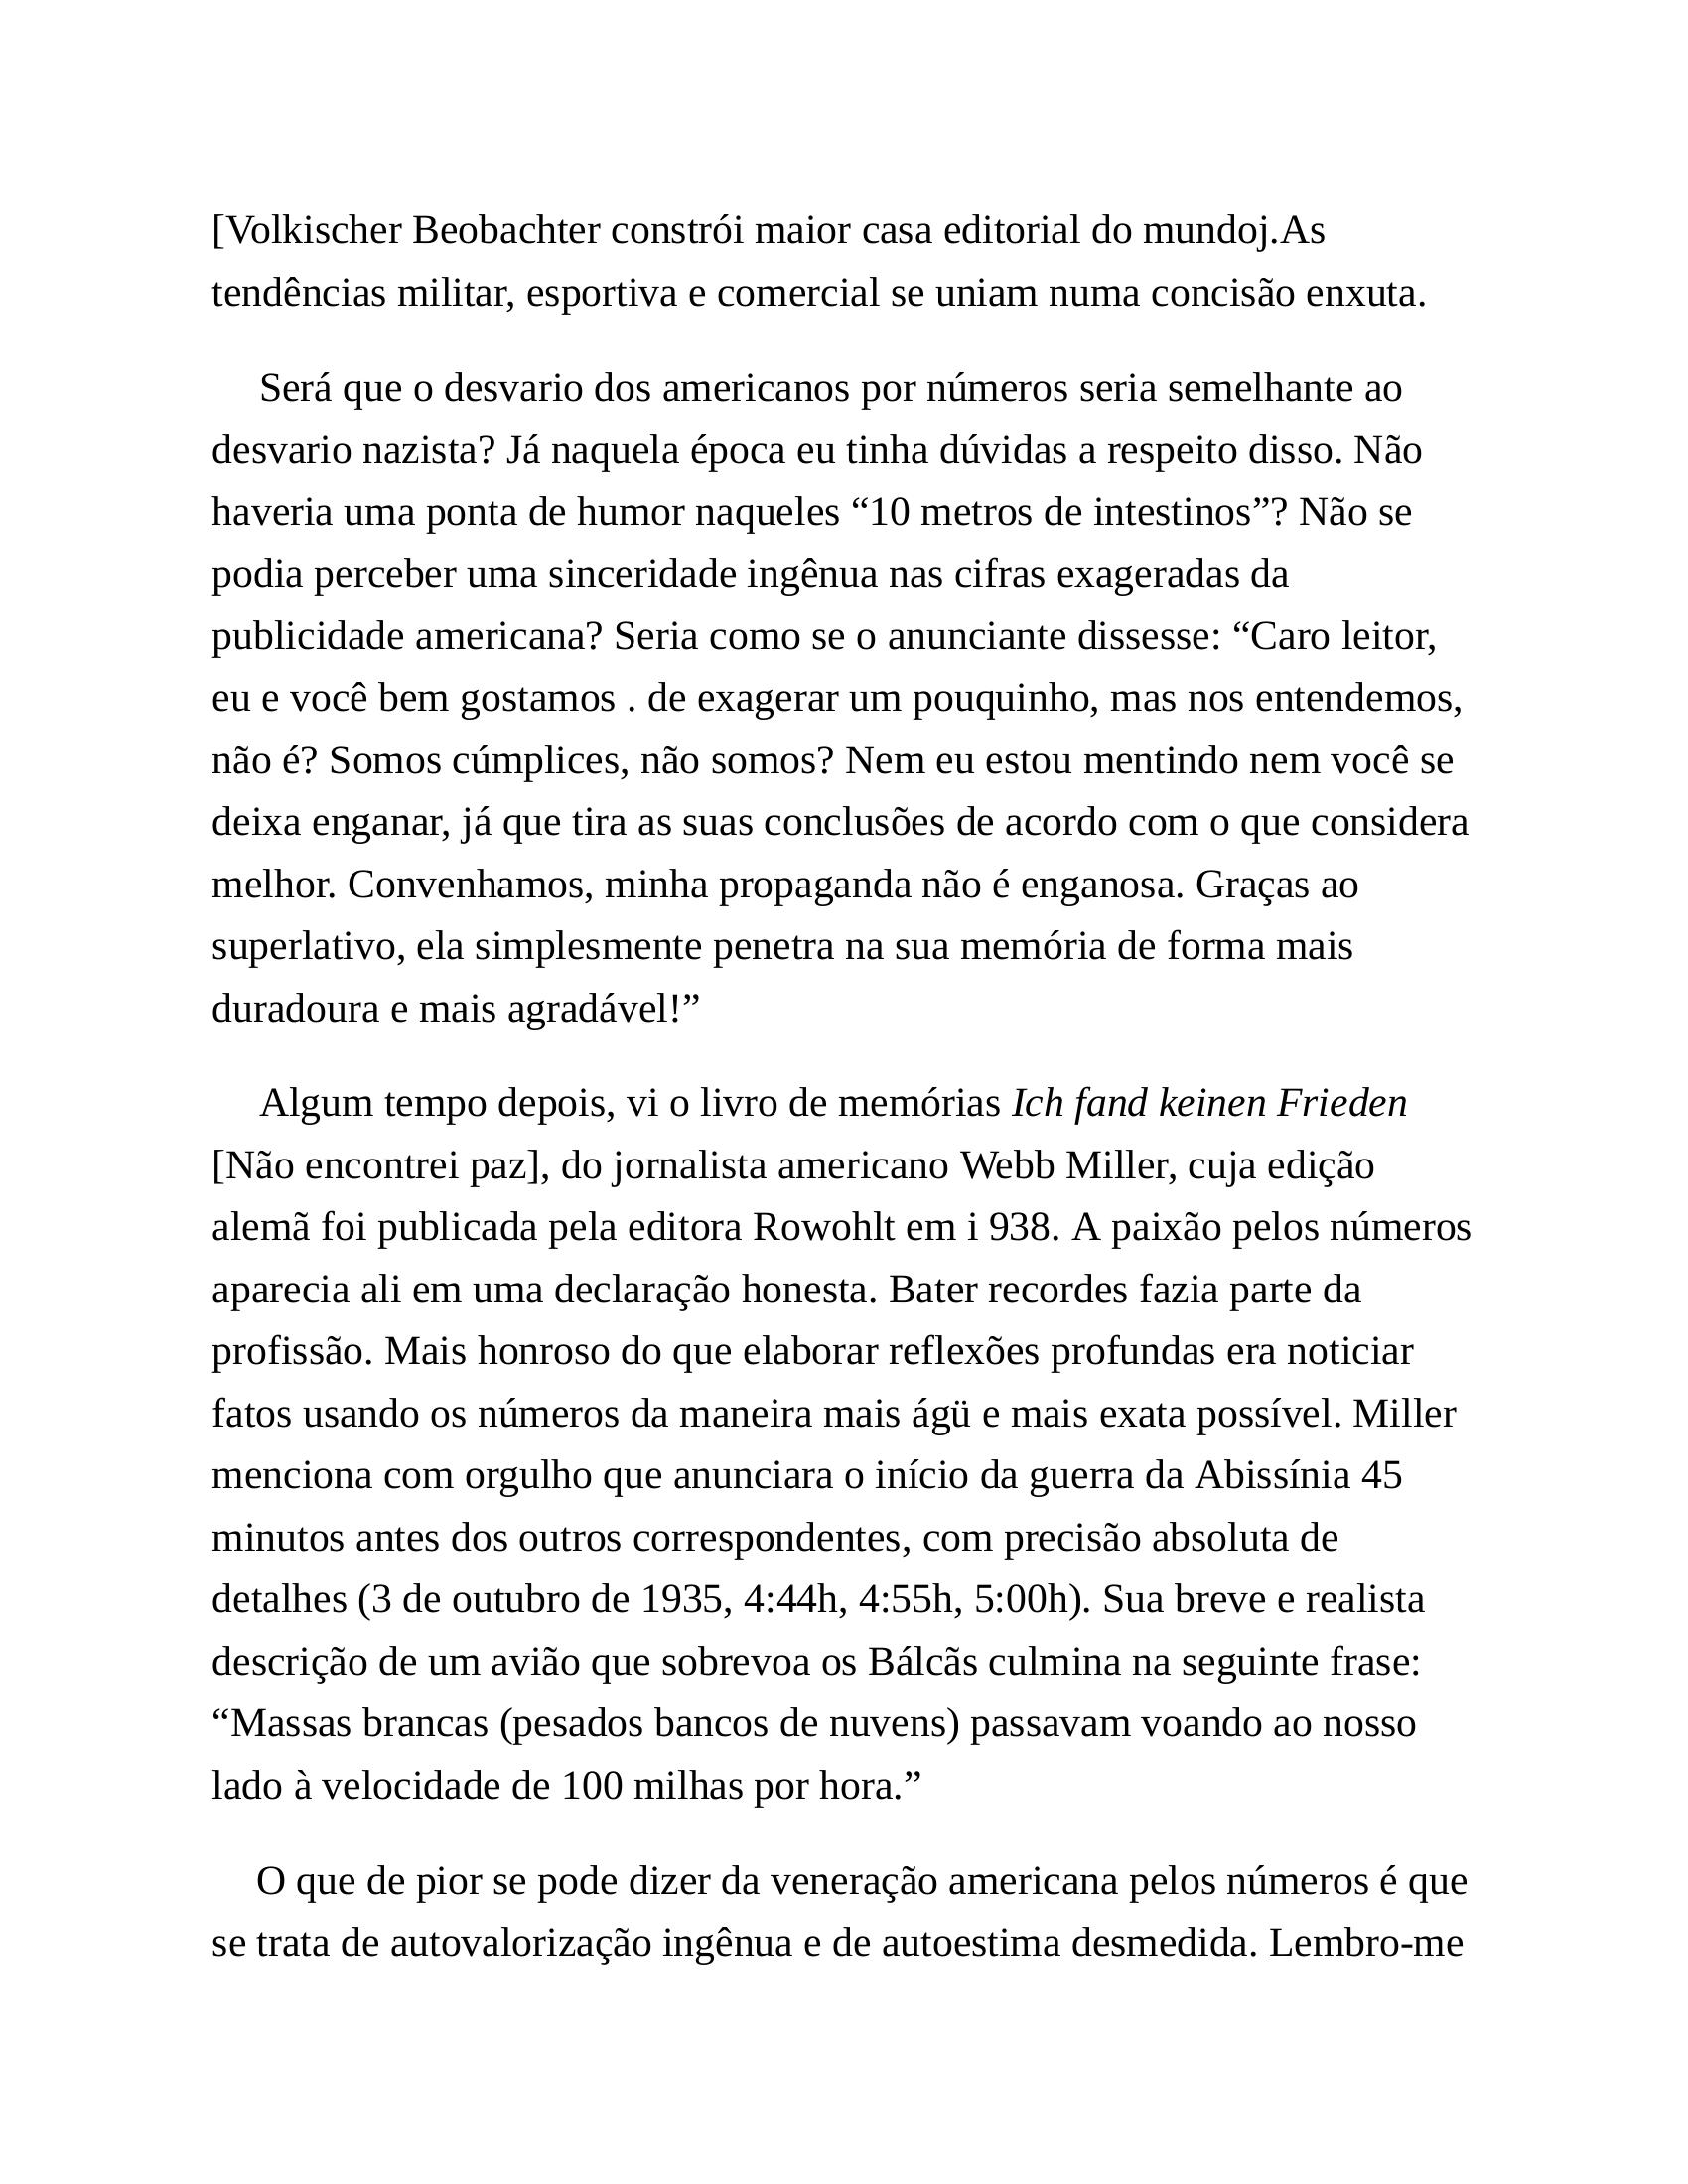 [Volkischer Beobachter constrói maior casa editorial do mundoj.As
tendências militar, esportiva e comercial se uniam numa concisão enxuta.
Será que o desvario dos americanos por números seria semelhante ao
desvario nazista? Já naquela época eu tinha dúvidas a respeito disso. Não
haveria uma ponta de humor naqueles “10 metros de intestinos”? Não se
podia perceber uma sinceridade ingênua nas cifras exageradas da
publicidade americana? Seria como se o anunciante dissesse: “Caro leitor,
eu e você bem gostamos . de exagerar um pouquinho, mas nos entendemos,
não é? Somos cúmplices, não somos? Nem eu estou mentindo nem você se
deixa enganar, já que tira as suas conclusões de acordo com o que considera
melhor. Convenhamos, minha propaganda não é enganosa. Graças ao
superlativo, ela simplesmente penetra na sua memória de forma mais
duradoura e mais agradável!”
Algum tempo depois, vi o livro de memórias Ich fand keinen Frieden
[Não encontrei paz], do jornalista americano Webb Miller, cuja edição
alemã foi publicada pela editora Rowohlt em i 938. A paixão pelos números
aparecia ali em uma declaração honesta. Bater recordes fazia parte da
profissão. Mais honroso do que elaborar reflexões profundas era noticiar
fatos usando os números da maneira mais ágü e mais exata possível. Miller
menciona com orgulho que anunciara o início da guerra da Abissínia 45
minutos antes dos outros correspondentes, com precisão absoluta de
detalhes (3 de outubro de 1935, 4:44h, 4:55h, 5:00h). Sua breve e realista
descrição de um avião que sobrevoa os Bálcãs culmina na seguinte frase:
“Massas brancas (pesados bancos de nuvens) passavam voando ao nosso
lado à velocidade de 100 milhas por hora.”
O que de pior se pode dizer da veneração americana pelos números é que
se trata de autovalorização ingênua e de autoestima desmedida. Lembro-me